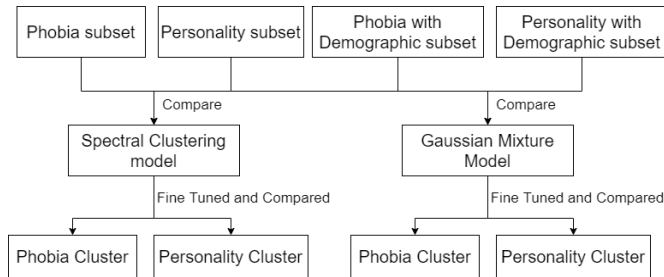 Phobia subset
Personality subset
Phobia with
Demographic subset
Personality with
Demographic subset
Compare
Compare
Spectral Clustering
model
Gaussian Mixture
Model
Fine Tuned and Compared
Fine Tuned and Compared
Phobia Cluster
Personality Cluster
Phobia Cluster
Personality Cluster